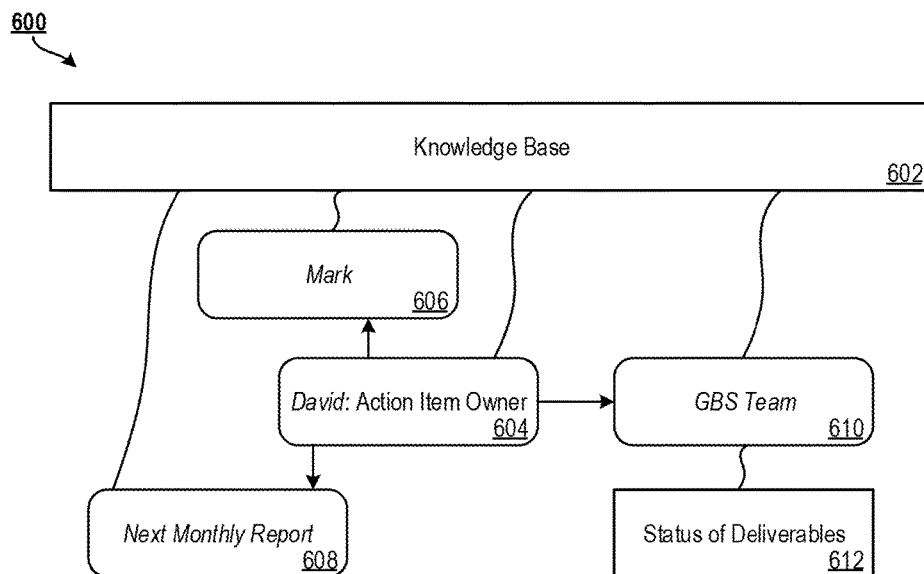 600
Knowledge Base
602
Mark
606
David: Action Item Owner
604
GBS Team
610
Next Monthly Report
608
Status of Deliverables
612